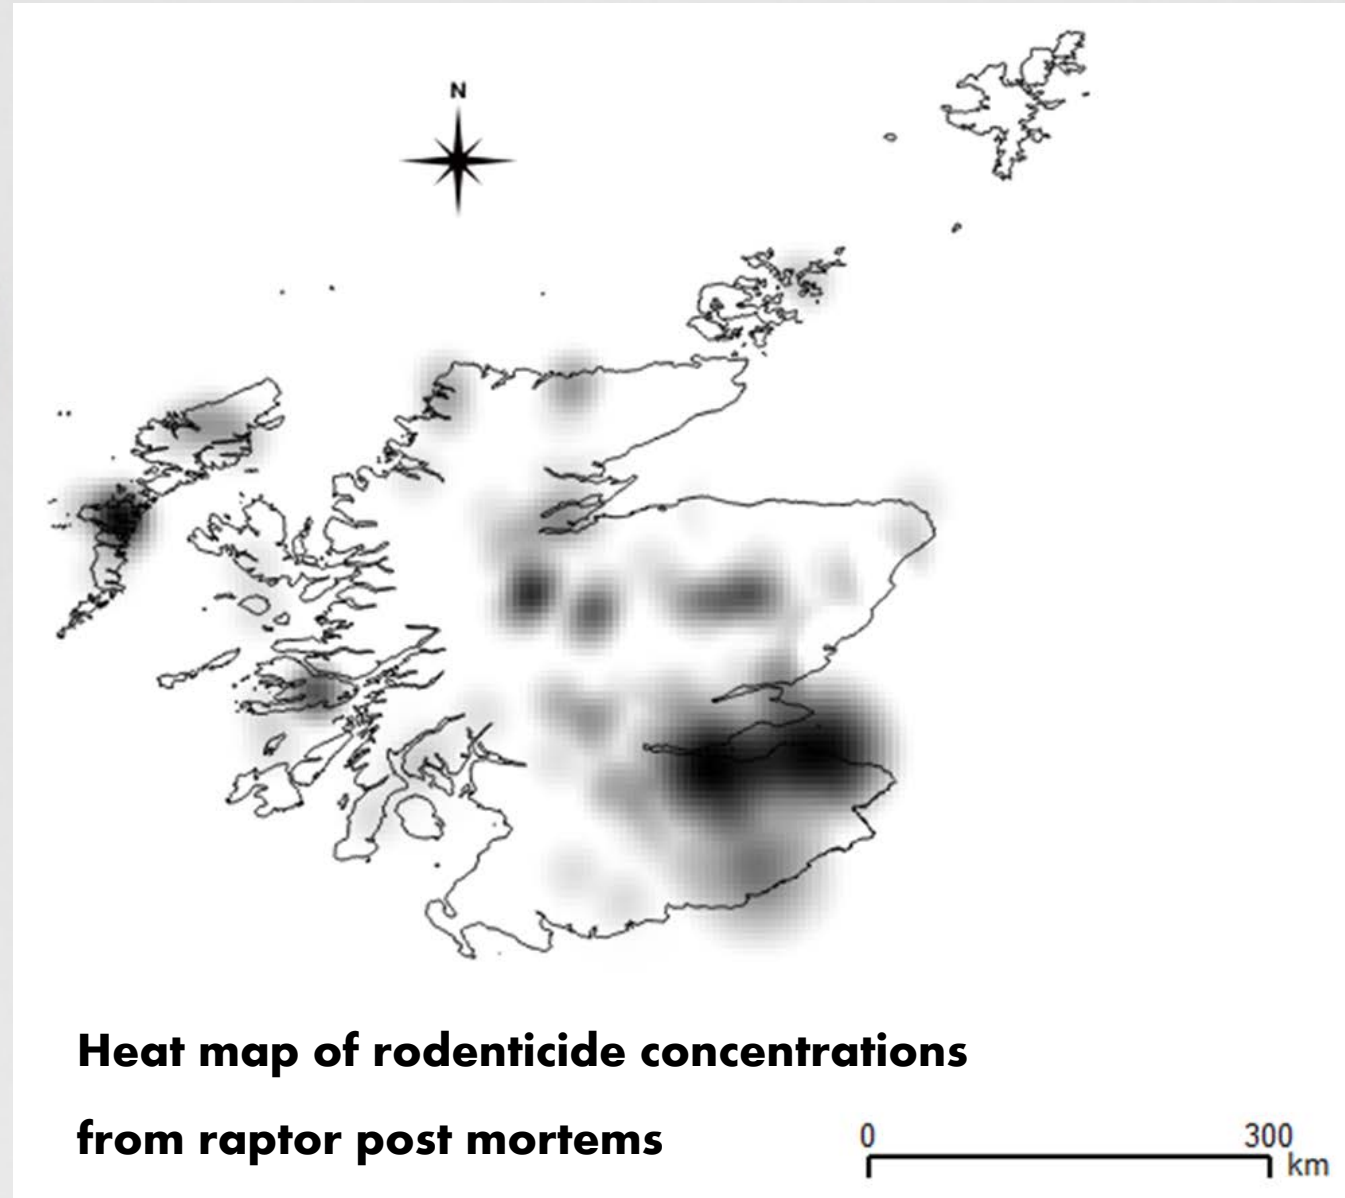 N
Heat map of rodenticide concentrations
from raptor post mortems
0 300
km